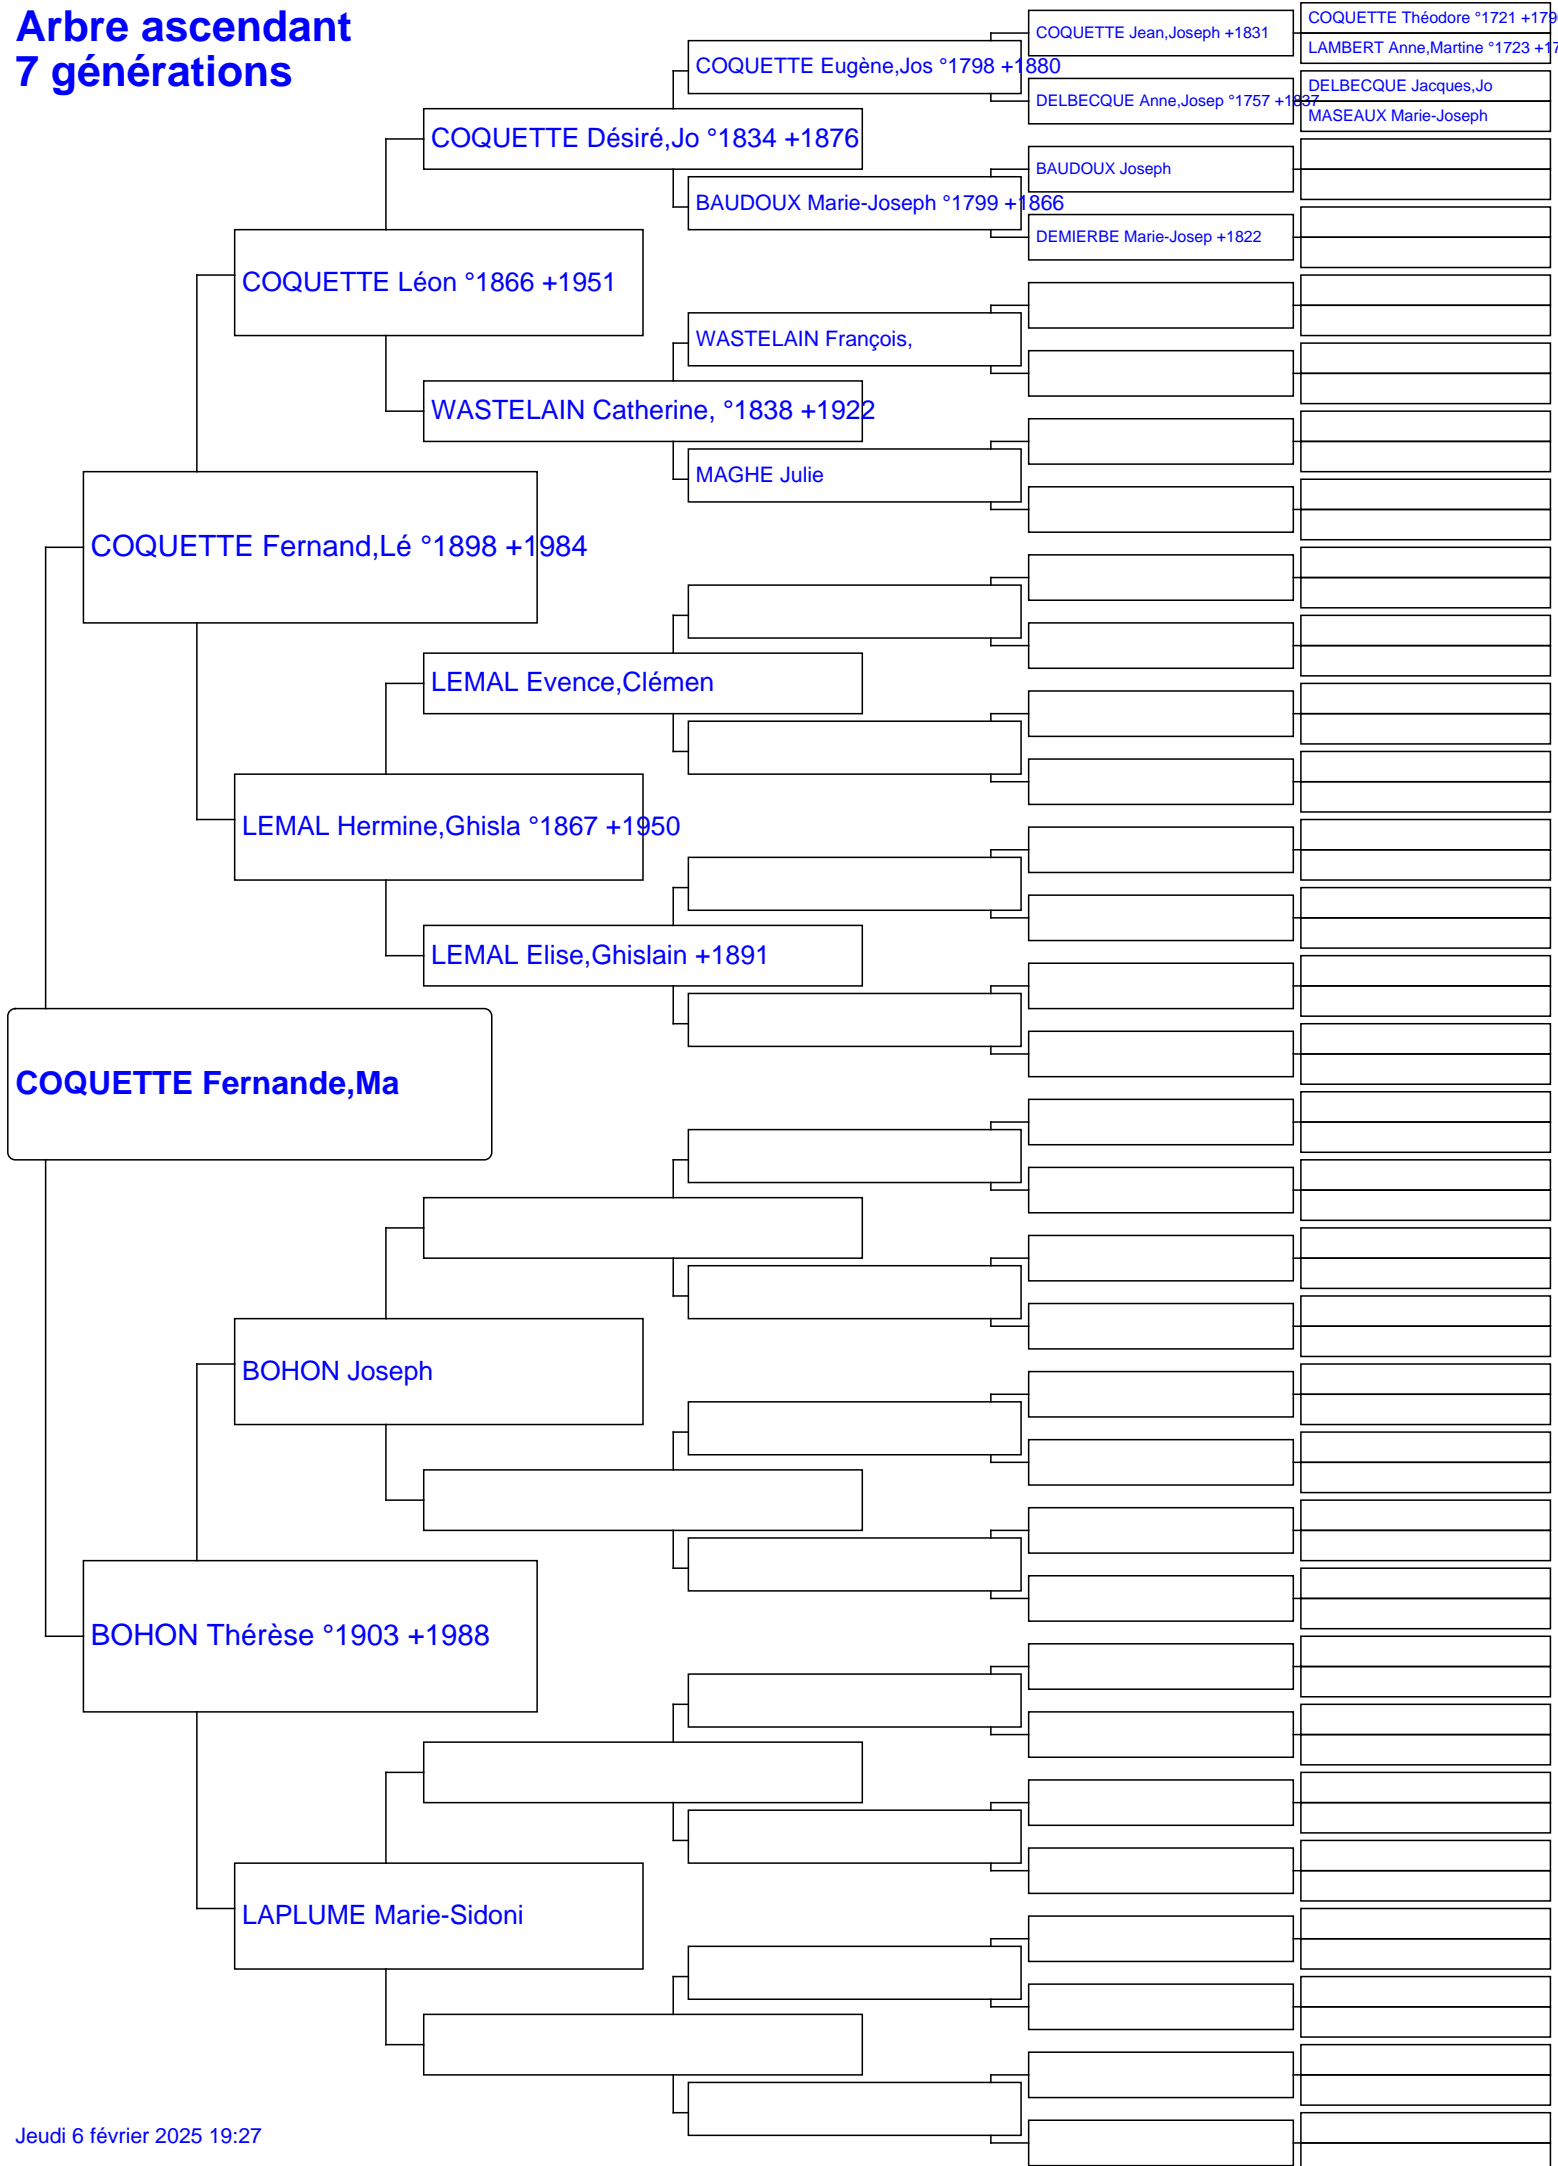 Arbre ascendant
7 générations
COQUETTE Jean,Joseph +1831
COQUETTE Théodore °1721
LAMBERT Anne,Martine °1723
COQUETTE Eugène,Jos °1798 +1880
DELBECQUE Anne,Josep °1757 +1837
DELBECQUE Jacques,Jo
MASEAUX Marie-Joseph
COQUETTE Désiré,Jo °1834 +1876
BAUDOUX Joseph
BAUDOUX Marie-Joseph °1799 +1866
DEMIERBE Marie-Josep +1822
COQUETTE Léon °1866 +1951
WASTELAIN François,
WASTELAIN Catherine, °1838 +1922
MAGHE Julie
COQUETTE Fernand,Lé °1898 +1984
LEMAL Evence,Clémen
LEMAL Hermine,Ghisla °1867 +1950
LEMAL Elise,Ghislain +1891
COQUETTE Fernande,Ma
BOHON Joseph
BOHON Thérèse °1903 +1988
LAPLUME Marie-Sidoni
Jeudi 6 février 2025 19:27